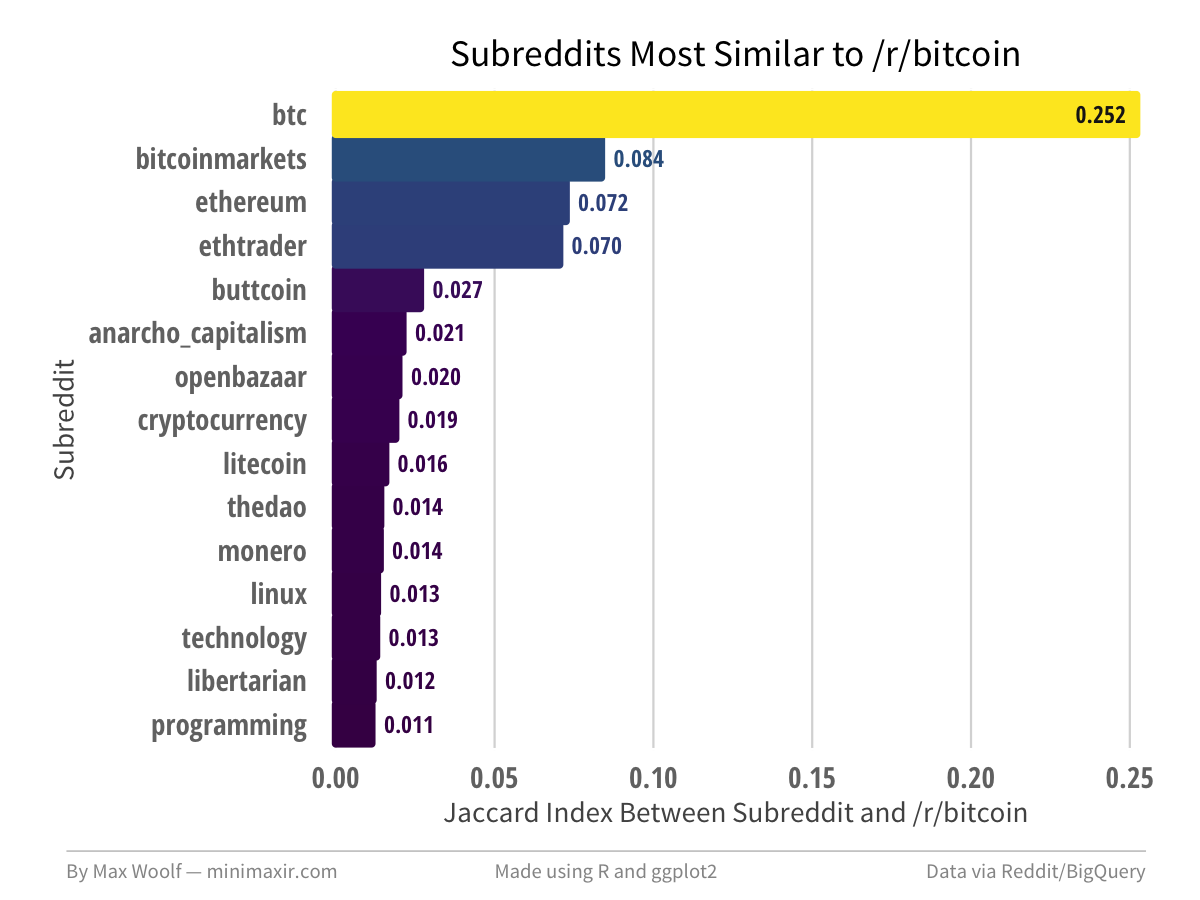 Subreddits Most Similar to /r/bitcoin
Subreddit
btc 0.252
bitcoinmarkets 0.084
ethereum 0.072
ethtrader 0.070
buttcoin 0.027
anarcho_capitalism 0.021
openbazaar 0.020
cryptocurrency 0.019
litecoin 0.016
thedao 0.014
monero 0.014
linux 0.013
technology 0.013
libertarian 0.012
programming 0.011
0.00 0.05 0.10 0.15 0.20 0.25
Jaccard Index Between Subreddit and /r/bitcoin
By Max Woolf — minimaxir.com Made using R and ggplot2 Data via Reddit/BigQuery